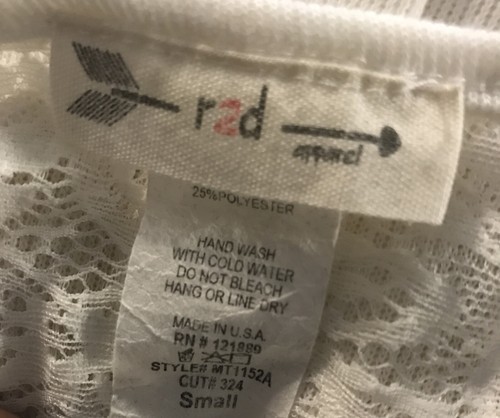 r2d
apparel
25%POLYESTER
HAND WASH
WITH COLD WATER
DO NOT BLEACH
HANG OR LINE DRY
MADE IN U.S.A.
RN # 121889
STYLE# MT1152A
CUT# 324
Small